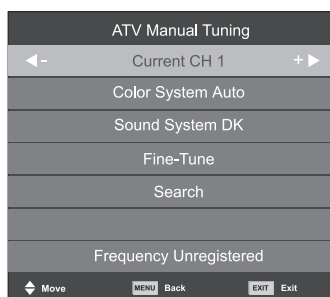 ATV Manual Tuning
- Current CH 1 +
Color System Auto
Sound System DK
Fine-Tune
Search
Frequency Unregistered
Move MENU Back EXIT Exit